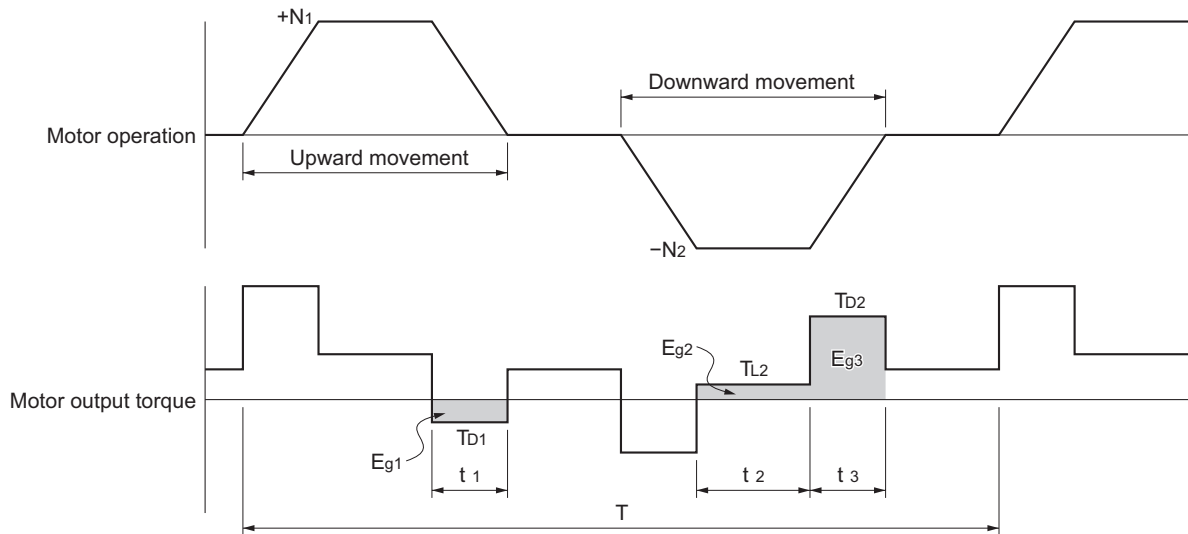 +N1
Downward movement
Motor operation
Upward movement
−N2
TD2
Eg2
TL2
Eg3
Motor output torque
TD1
Eg1
t 1
t 2
t 3
T